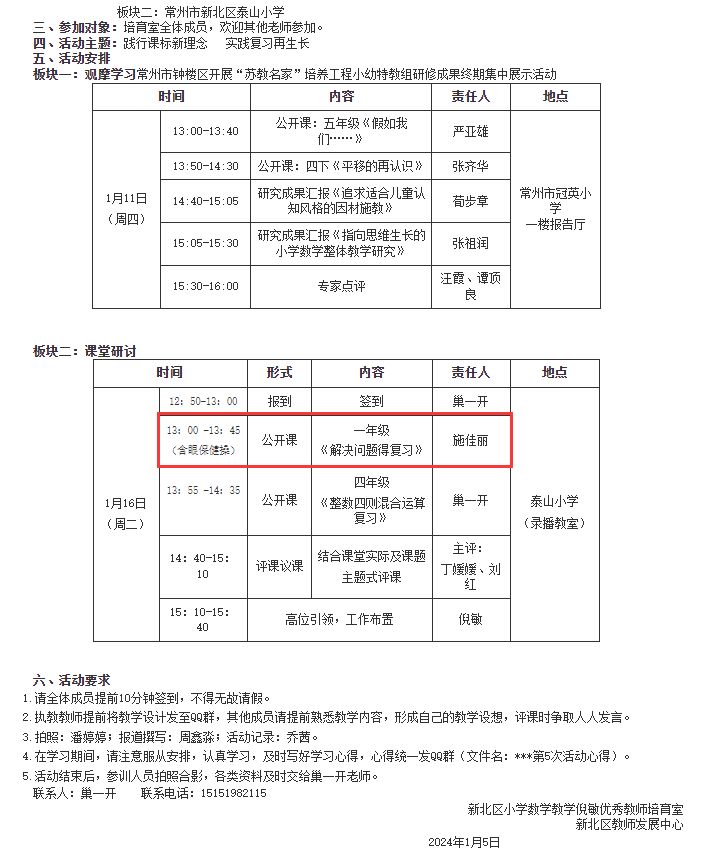 板块二：常州市新北区泰山小学
三、参加对象：培育室全体成员，欢迎其他老师参加。
四、活动主题：践行课标新理念 实践复习再生长
五、活动安排
板块一：观摩学习常州市钟楼区开展“苏教名家”培养工程小幼特教组研修成果终期集中展示活动
时间 内容 责任人 地点
1月11日
（周四）
13:00-13:40
公开课：五年级《假如我
们……》
严亚雄
13:50-14:30 公开课：四下《平移的再认识》 张齐华
14:40-15:05
研究成果汇报《追求适合儿童认
知风格的因材施教》
荀步章
15:05-15:30
研究成果汇报《指向思维生长的
小学数学整体教学研究》
张祖润
15:30-16:00 专家点评
汪霞、谭顶
良
常州市冠英小
学
一楼报告厅
板块二：课堂研讨
时间 形式 内容 责任人 地点
1月16日
（周二）
12：50-13：00 报到 签到 巢一开
13：00 -13：45
（含眼保健操）
公开课
一年级
《解决问题得复习》
施佳丽
13：55 -14：35
公开课
四年级
《整数四则混合运算
复习》
巢一开
14：40-15：
10
评课议课
结合课堂实际及课题
主题式评课
主评：
丁媛媛、刘
红
15：10-15：
40
高位引领，工作布置 倪敏
泰山小学
（录播教室）
六、活动要求
1.请全体成员提前10分钟签到，不得无故请假。
2.执教教师提前将教学设计发至QQ群，其他成员请提前熟悉教学内容，形成自己的教学设想，评课时争取人人发言。
3.拍照：潘婷婷；报道撰写：周鑫淼；活动记录：乔茜。
4.在学习期间，请注意服从安排，认真学习，及时写好学习心得，心得统一发QQ群（文件名：***第5次活动心得）。
5.活动结束后，参训人员拍照合影，各类资料及时交给巢一开老师。
联系人：巢一开 联系电话：15151982115
新北区小学数学教学倪敏优秀教师培育室
新北区教师发展中心
2024年1月5日